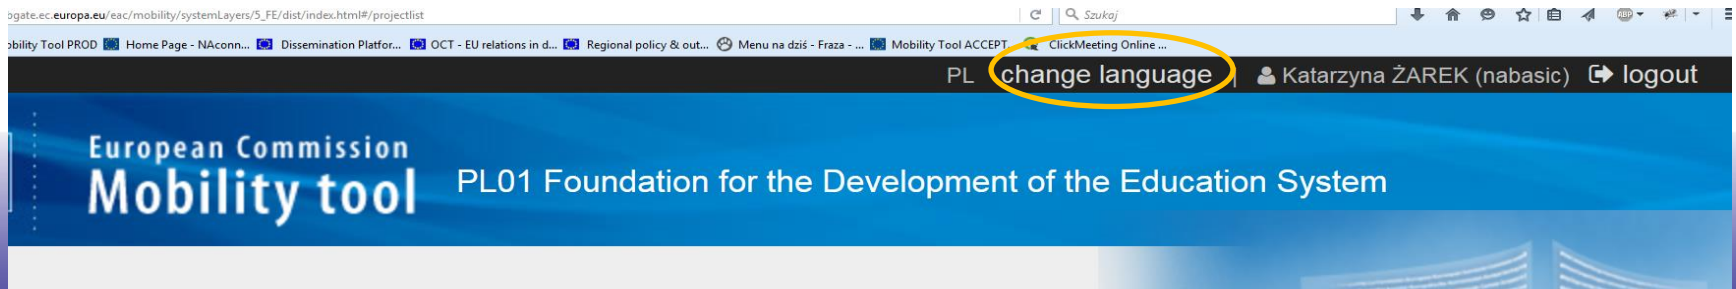 ogate.ec.europa.eu/eac/mobility/systemLayers/5_FE/dist/index.html#/projectlist Szukaj ABP
bility Tool PROD Home Page - NAconn... Dissemination Platfor... OCT - EU relations in d... Regional policy & out... Menu na dziś - Fraza - ... Mobility Tool ACCEPT... ClickMeeting Online ...
PL change language | Katarzyna ŻAREK (nabasic) logout
European Commission
Mobility tool PL01 Foundation for the Development of the Education System